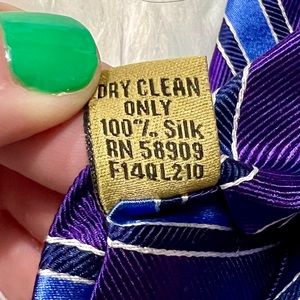 DRY CLEAN
ONLY
100%. Silk
RN 58909
F14QL210